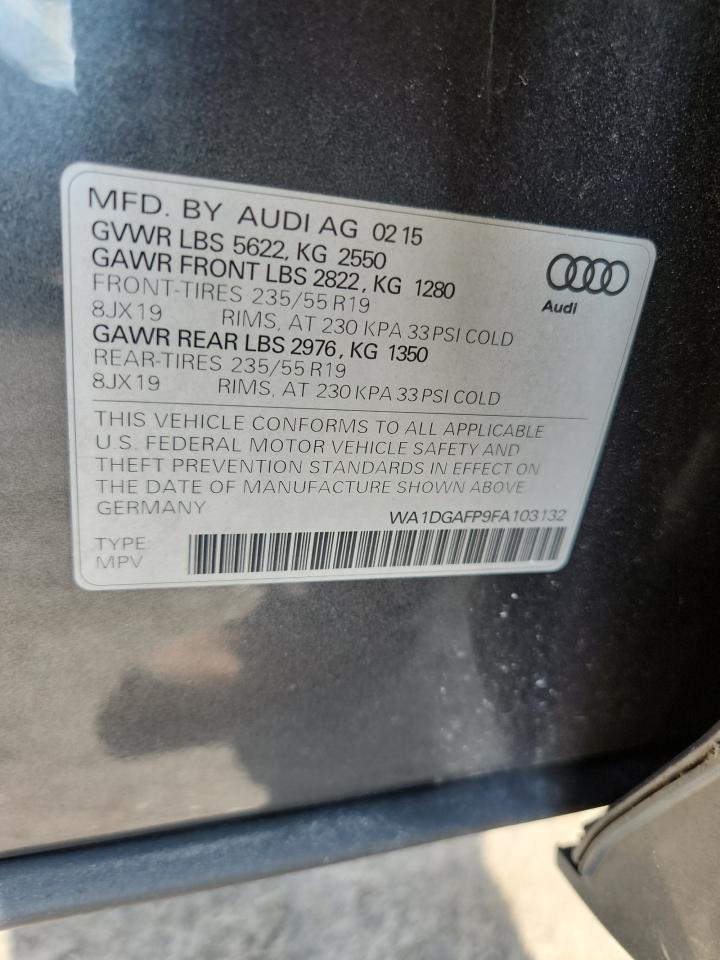 MFD. BY AUDI AG 02 15
GVWR LBS 5622, KG 2550
GAWR FRONT LBS 2822, KG 1280
FRONT-TIRES 235/55 R19
8JX19 RIMS, AT 230 KPA 33 PSI COLD
GAWR REAR LBS 2976, KG 1350
REAR-TIRES 235/55 R19
8JX19 RIMS, AT 230 KPA 33 PSI COLD
Audi
THIS VEHICLE CONFORMS TO ALL APPLICABLE
U.S. FEDERAL MOTOR VEHICLE SAFETY AND
THEFT PREVENTION STANDARDS IN EFFECT ON
THE DATE OF MANUFACTURE SHOWN ABOVE.
GERMANY
WA1DGAFP9FA103132
TYPE:
MPV